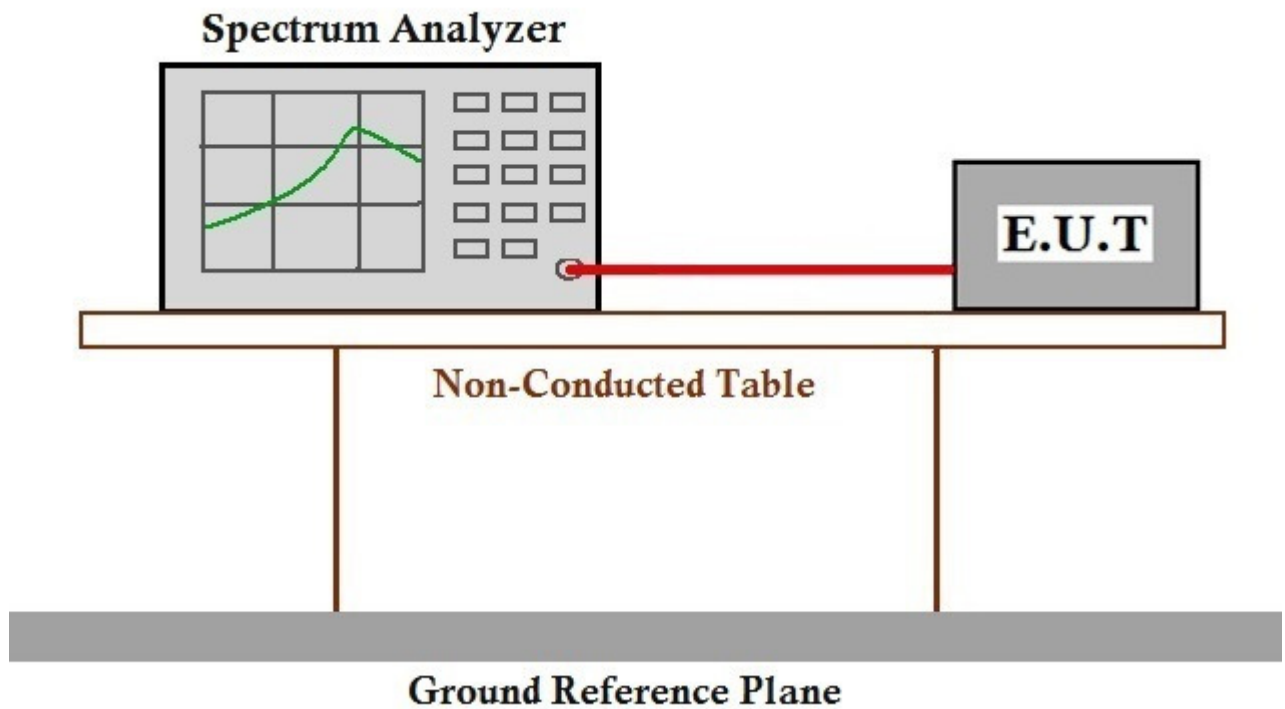 Spectrum Analyzer
E.U.T
Non-Conducted Table
Ground Reference Plane